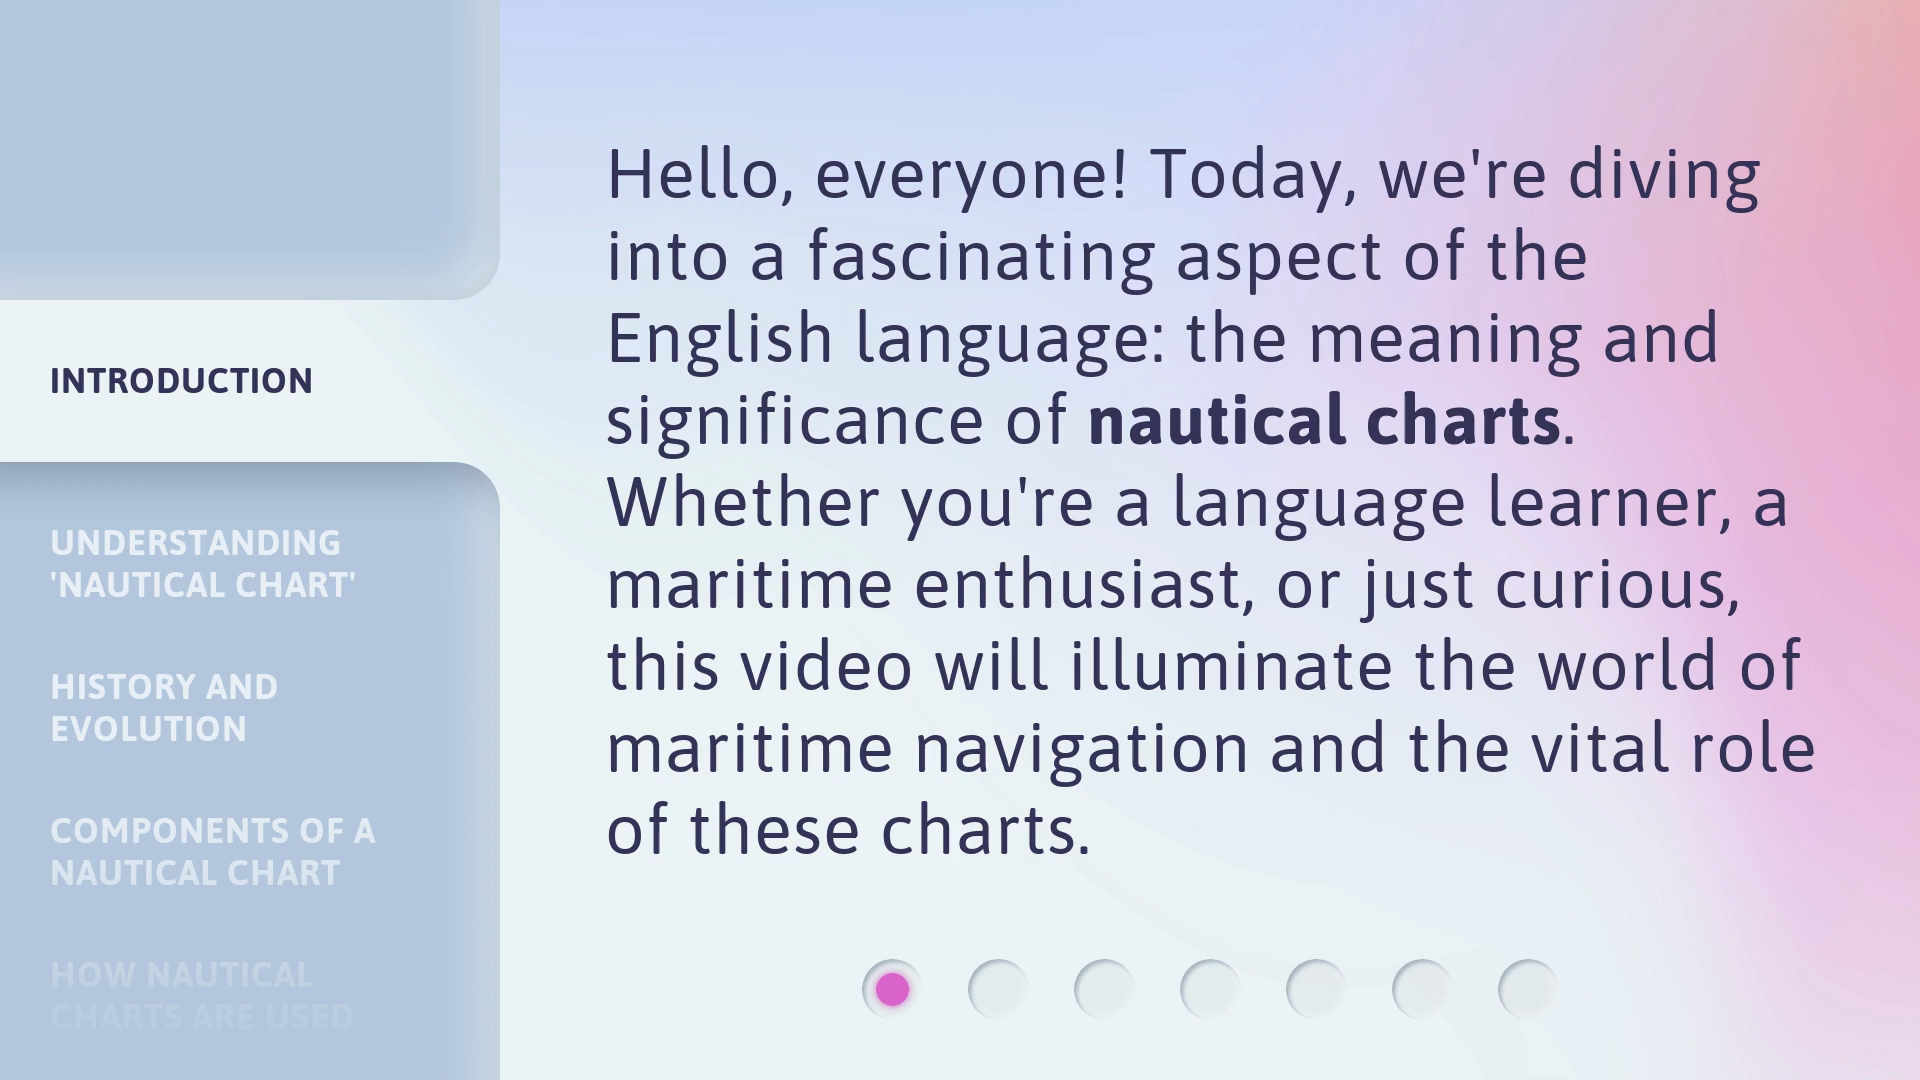 INTRODUCTION
UNDERSTANDING
'NAUTICAL CHART'
HISTORY AND
EVOLUTION
COMPONENTS OF A
NAUTICAL CHART
HOW NAUTICAL
CHARTS ARE USED
Hello, everyone! Today, we're diving
into a fascinating aspect of the
English language: the meaning and
significance of nautical charts.
Whether you're a language learner, a
maritime enthusiast, or just curious,
this video will illuminate the world of
maritime navigation and the vital role
of these charts.